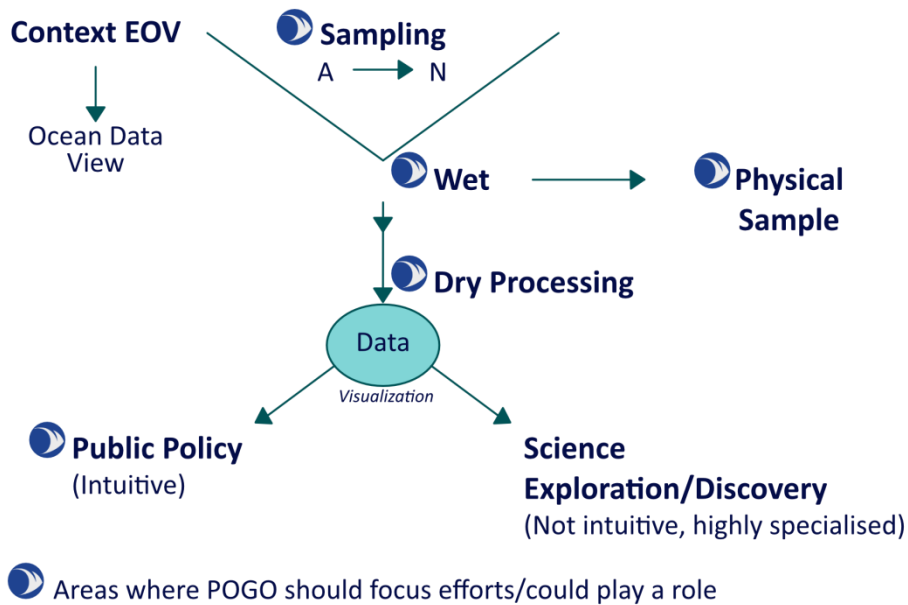 Context EOV
Sampling
A N
Ocean Data
View
Wet
Physical
Sample
Dry Processing
Data
Visualization
Public Policy
(Intuitive)
Science
Exploration/Discovery
(Not intuitive, highly specialised)
Areas where POGO should focus efforts/could play a role